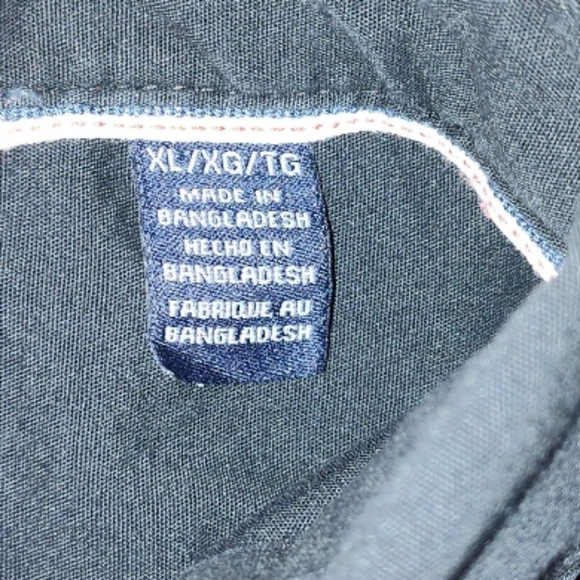 XL/XG/TG
MADE IN
BANGLADESH
HECHO EN
BANGLADESH
FABRIQUE AU
BANGLADESH